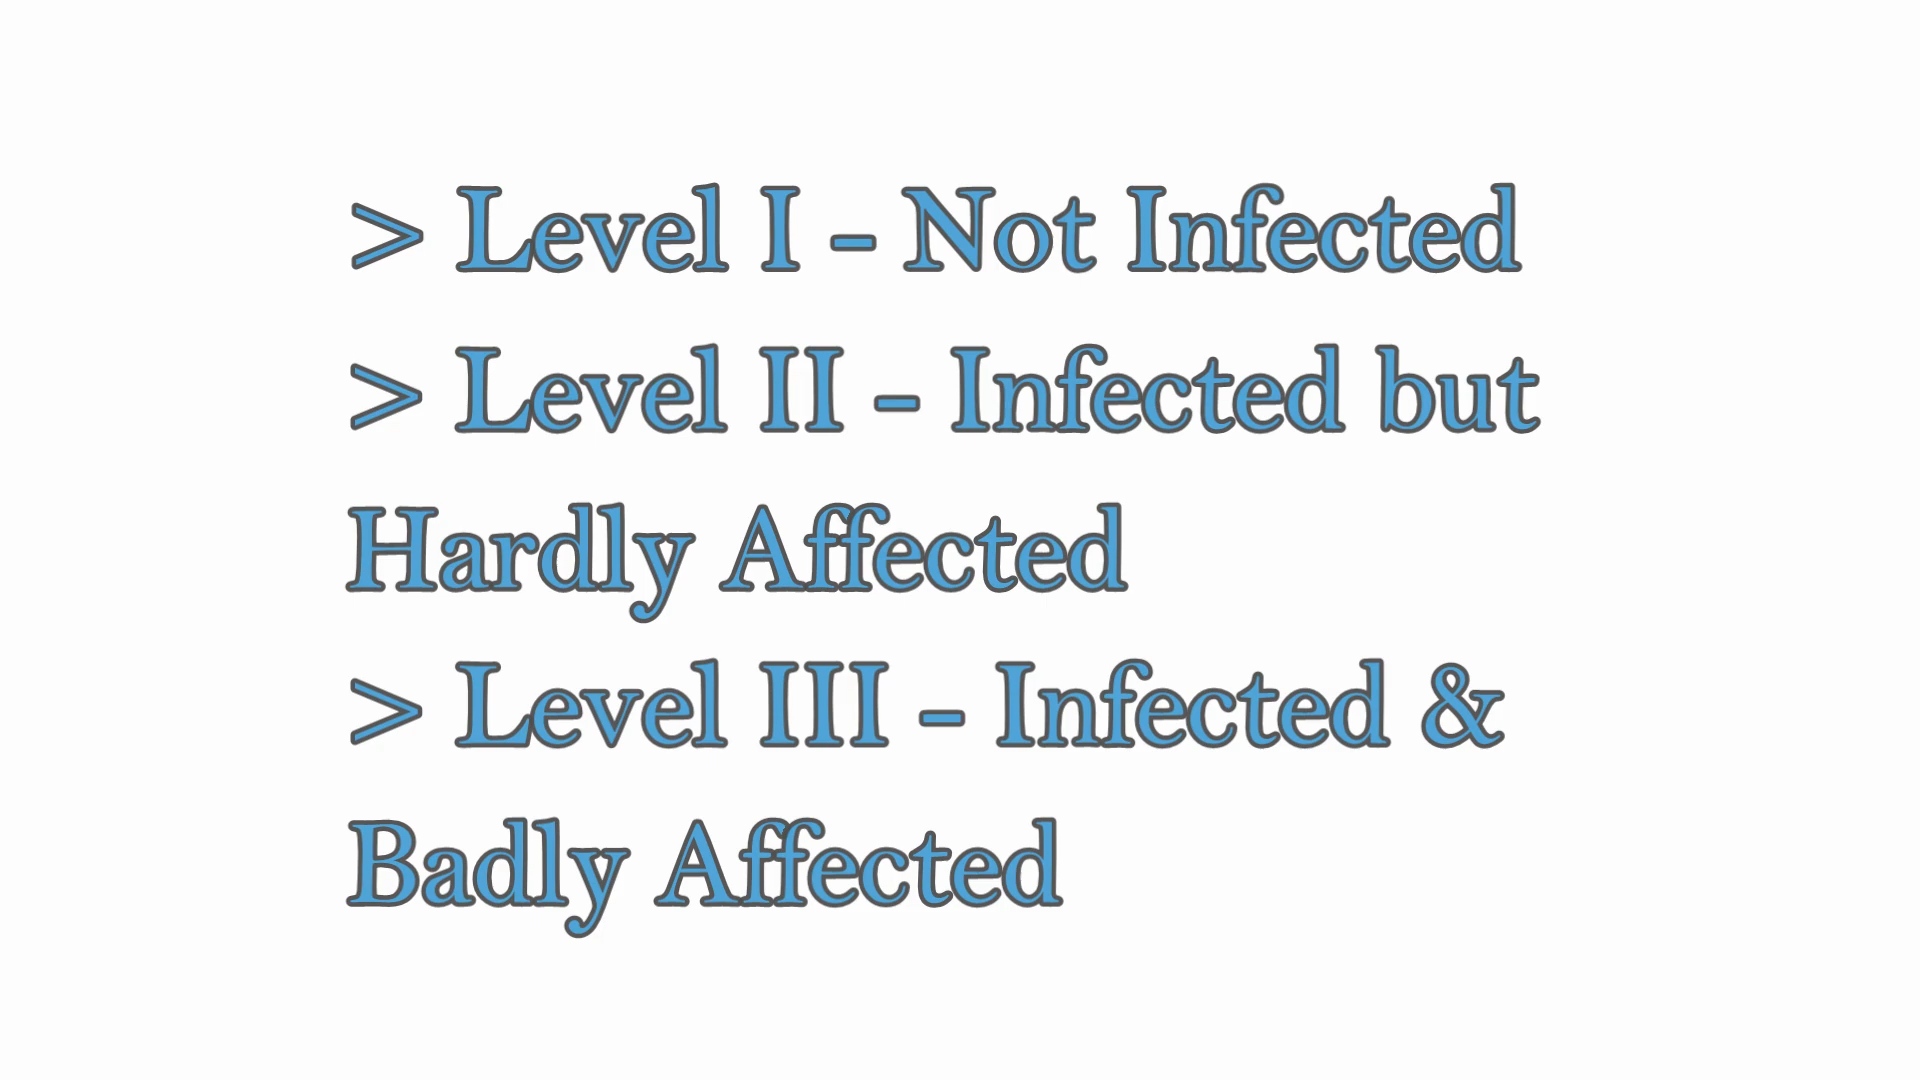 > Level I - Not Infected
> Level II - Infected but
Hardly Affected
> Level III - Infected &
Badly Affected